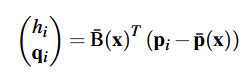 (h_i q_i) = B̄(x)^T (p_i − p̄(x))